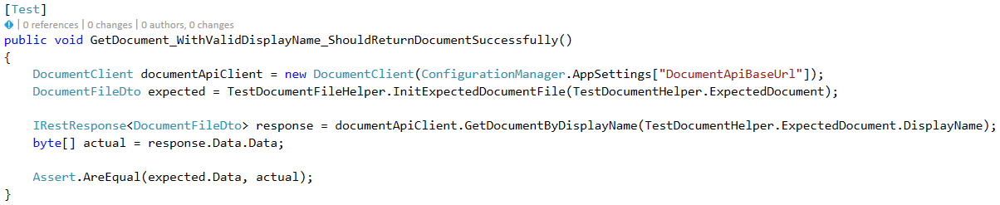 [Test]
| 0 references | 0 changes | 0 authors, 0 changes
public void GetDocument_WithValidDisplayName_ShouldReturnDocumentSuccessfully()
{
    DocumentClient documentApiClient = new DocumentClient(ConfigurationManager.AppSettings["DocumentApiBaseUrl"]);
    DocumentFileDto expected = TestDocumentFileHelper.InitExpectedDocumentFile(TestDocumentHelper.ExpectedDocument);

    IRestResponse<DocumentFileDto> response = documentApiClient.GetDocumentByDisplayName(TestDocumentHelper.ExpectedDocument.DisplayName);
    byte[] actual = response.Data.Data;

    Assert.AreEqual(expected.Data, actual);
}